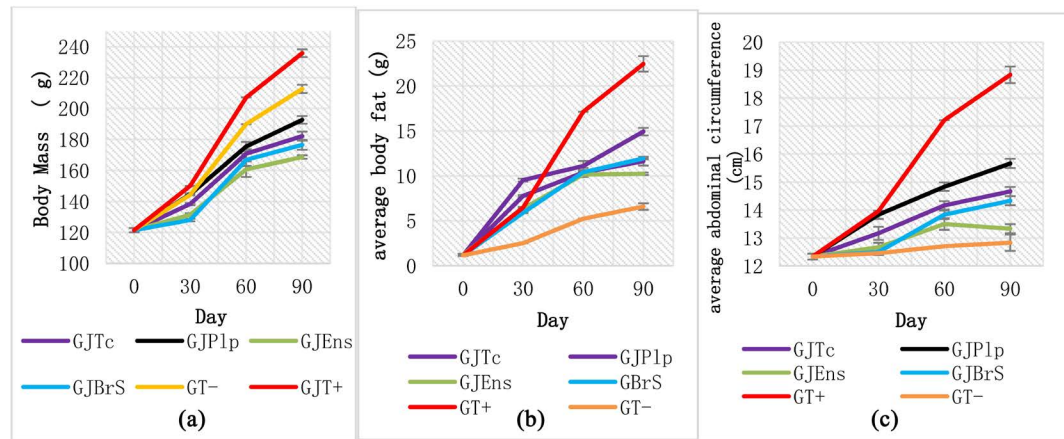 240
220
200
180
160
140
120
100
Body Mass ( g)
0 30 60 90
Day
GJTc GJPlp GJEns
GJBrS GT- GJT+
(a)
25
20
15
10
5
0
average body fat (g)
0 30 60 90
Day
GJTc GJPlp
GJEns GBrS
GT+ GT-
(b)
20
19
18
17
16
15
14
13
12
average abdominal circumference
(cm)
0 30 60 90
Day
GJTc GJPlp
GJEns GJBrS
GT+ GT-
(c)